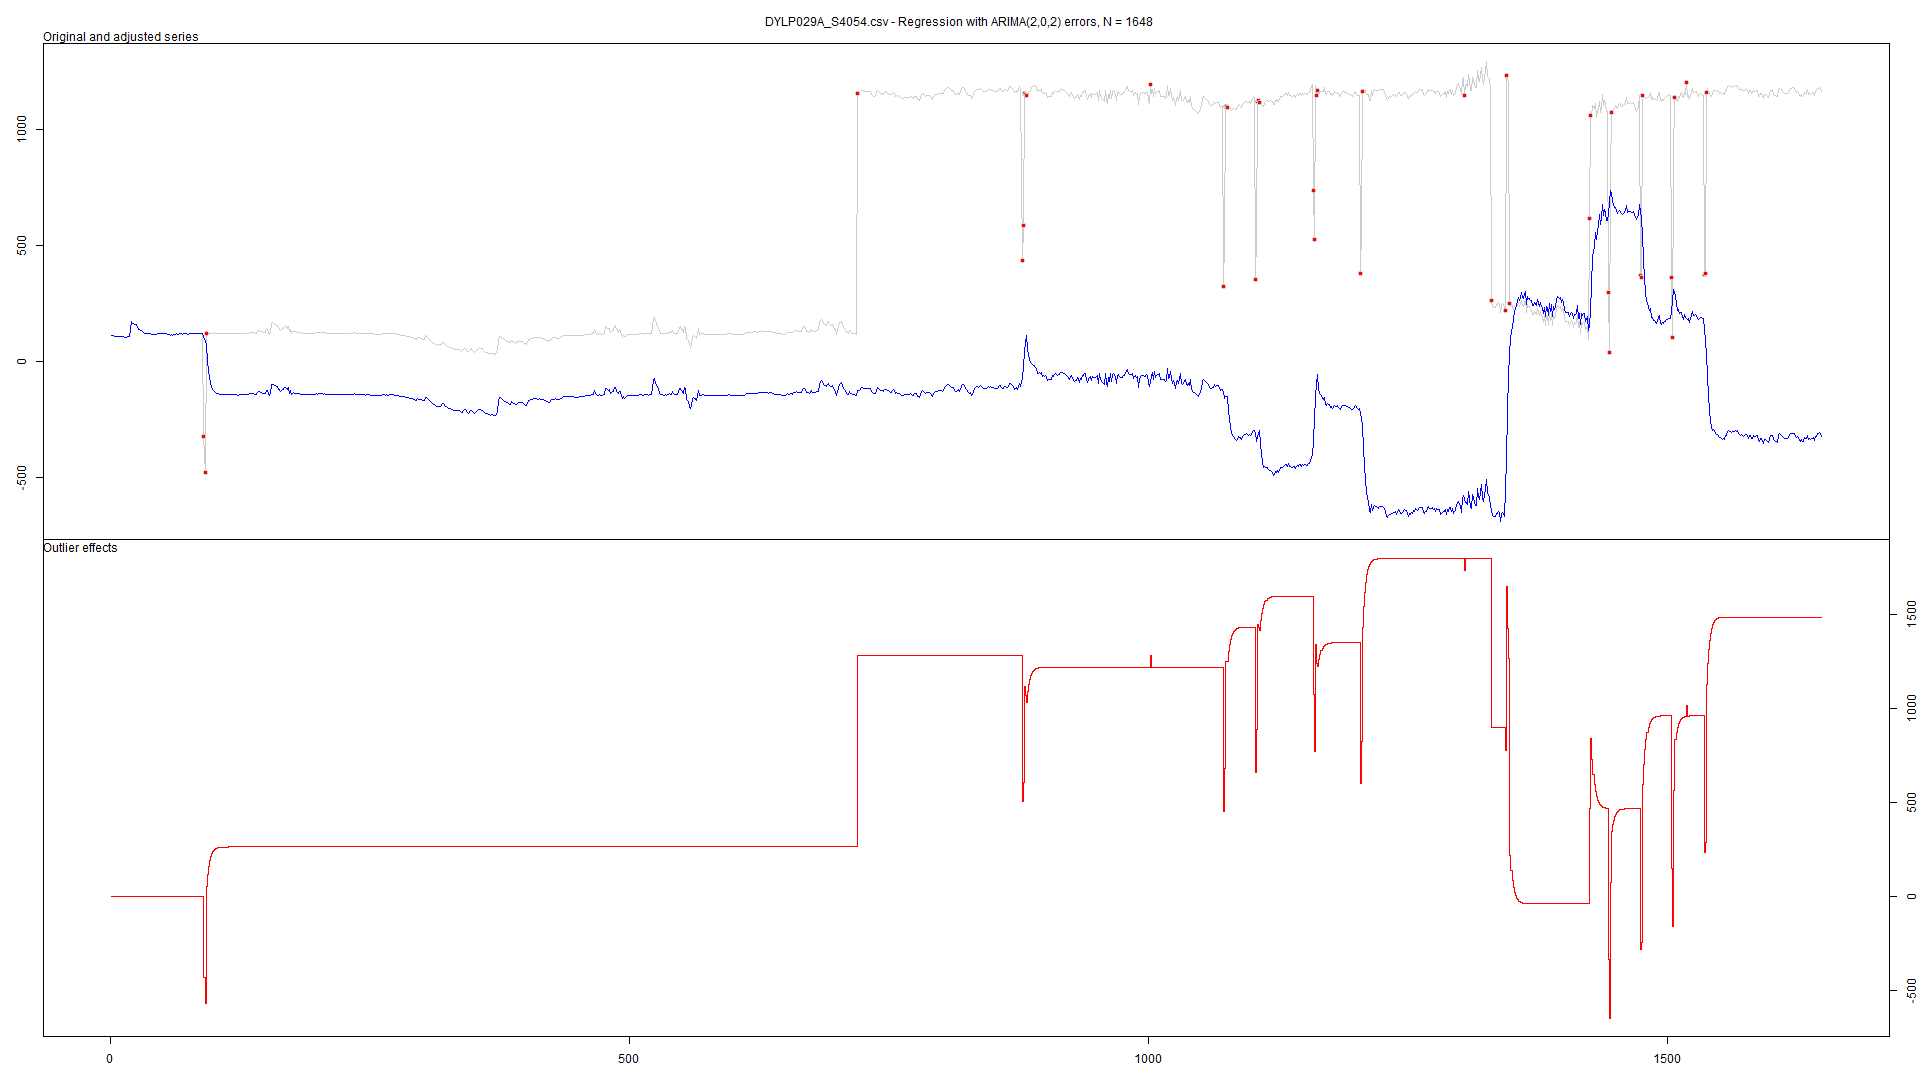 DYLP029A_S4054.csv - Regression with ARIMA(2,0,2) errors, N = 1648
Original and adjusted series
1000
500
0
-500
Outlier effects
1500
1000
500
0
-500
0 500 1000 1500